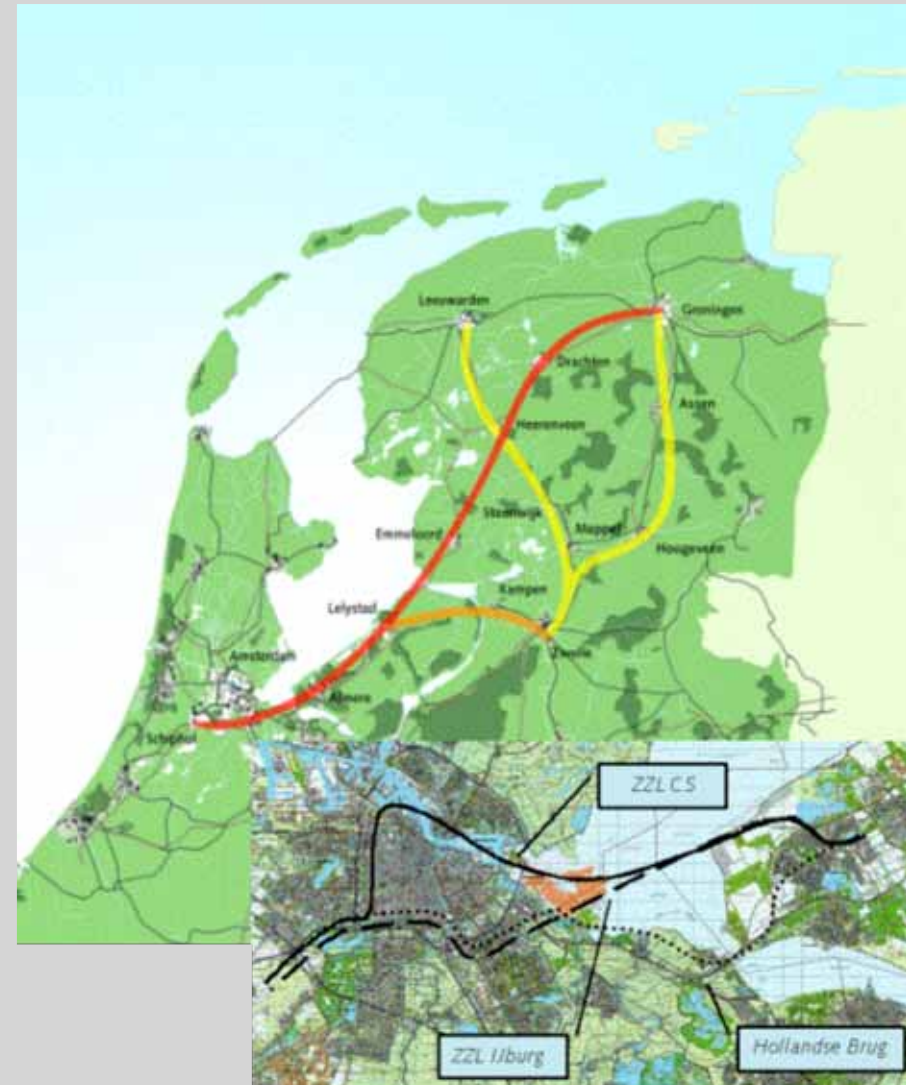 Leeuwarden
Groningen
Drachten
Assen
Heerenveen
Steenwijk
Emmeloord
Meppel
Hoogeveen
Kampen
Lelystad
Zwolle
Amsterdam
Almere
Schiphol
ZZL CS
ZZL IJburg
Hollandse Brug